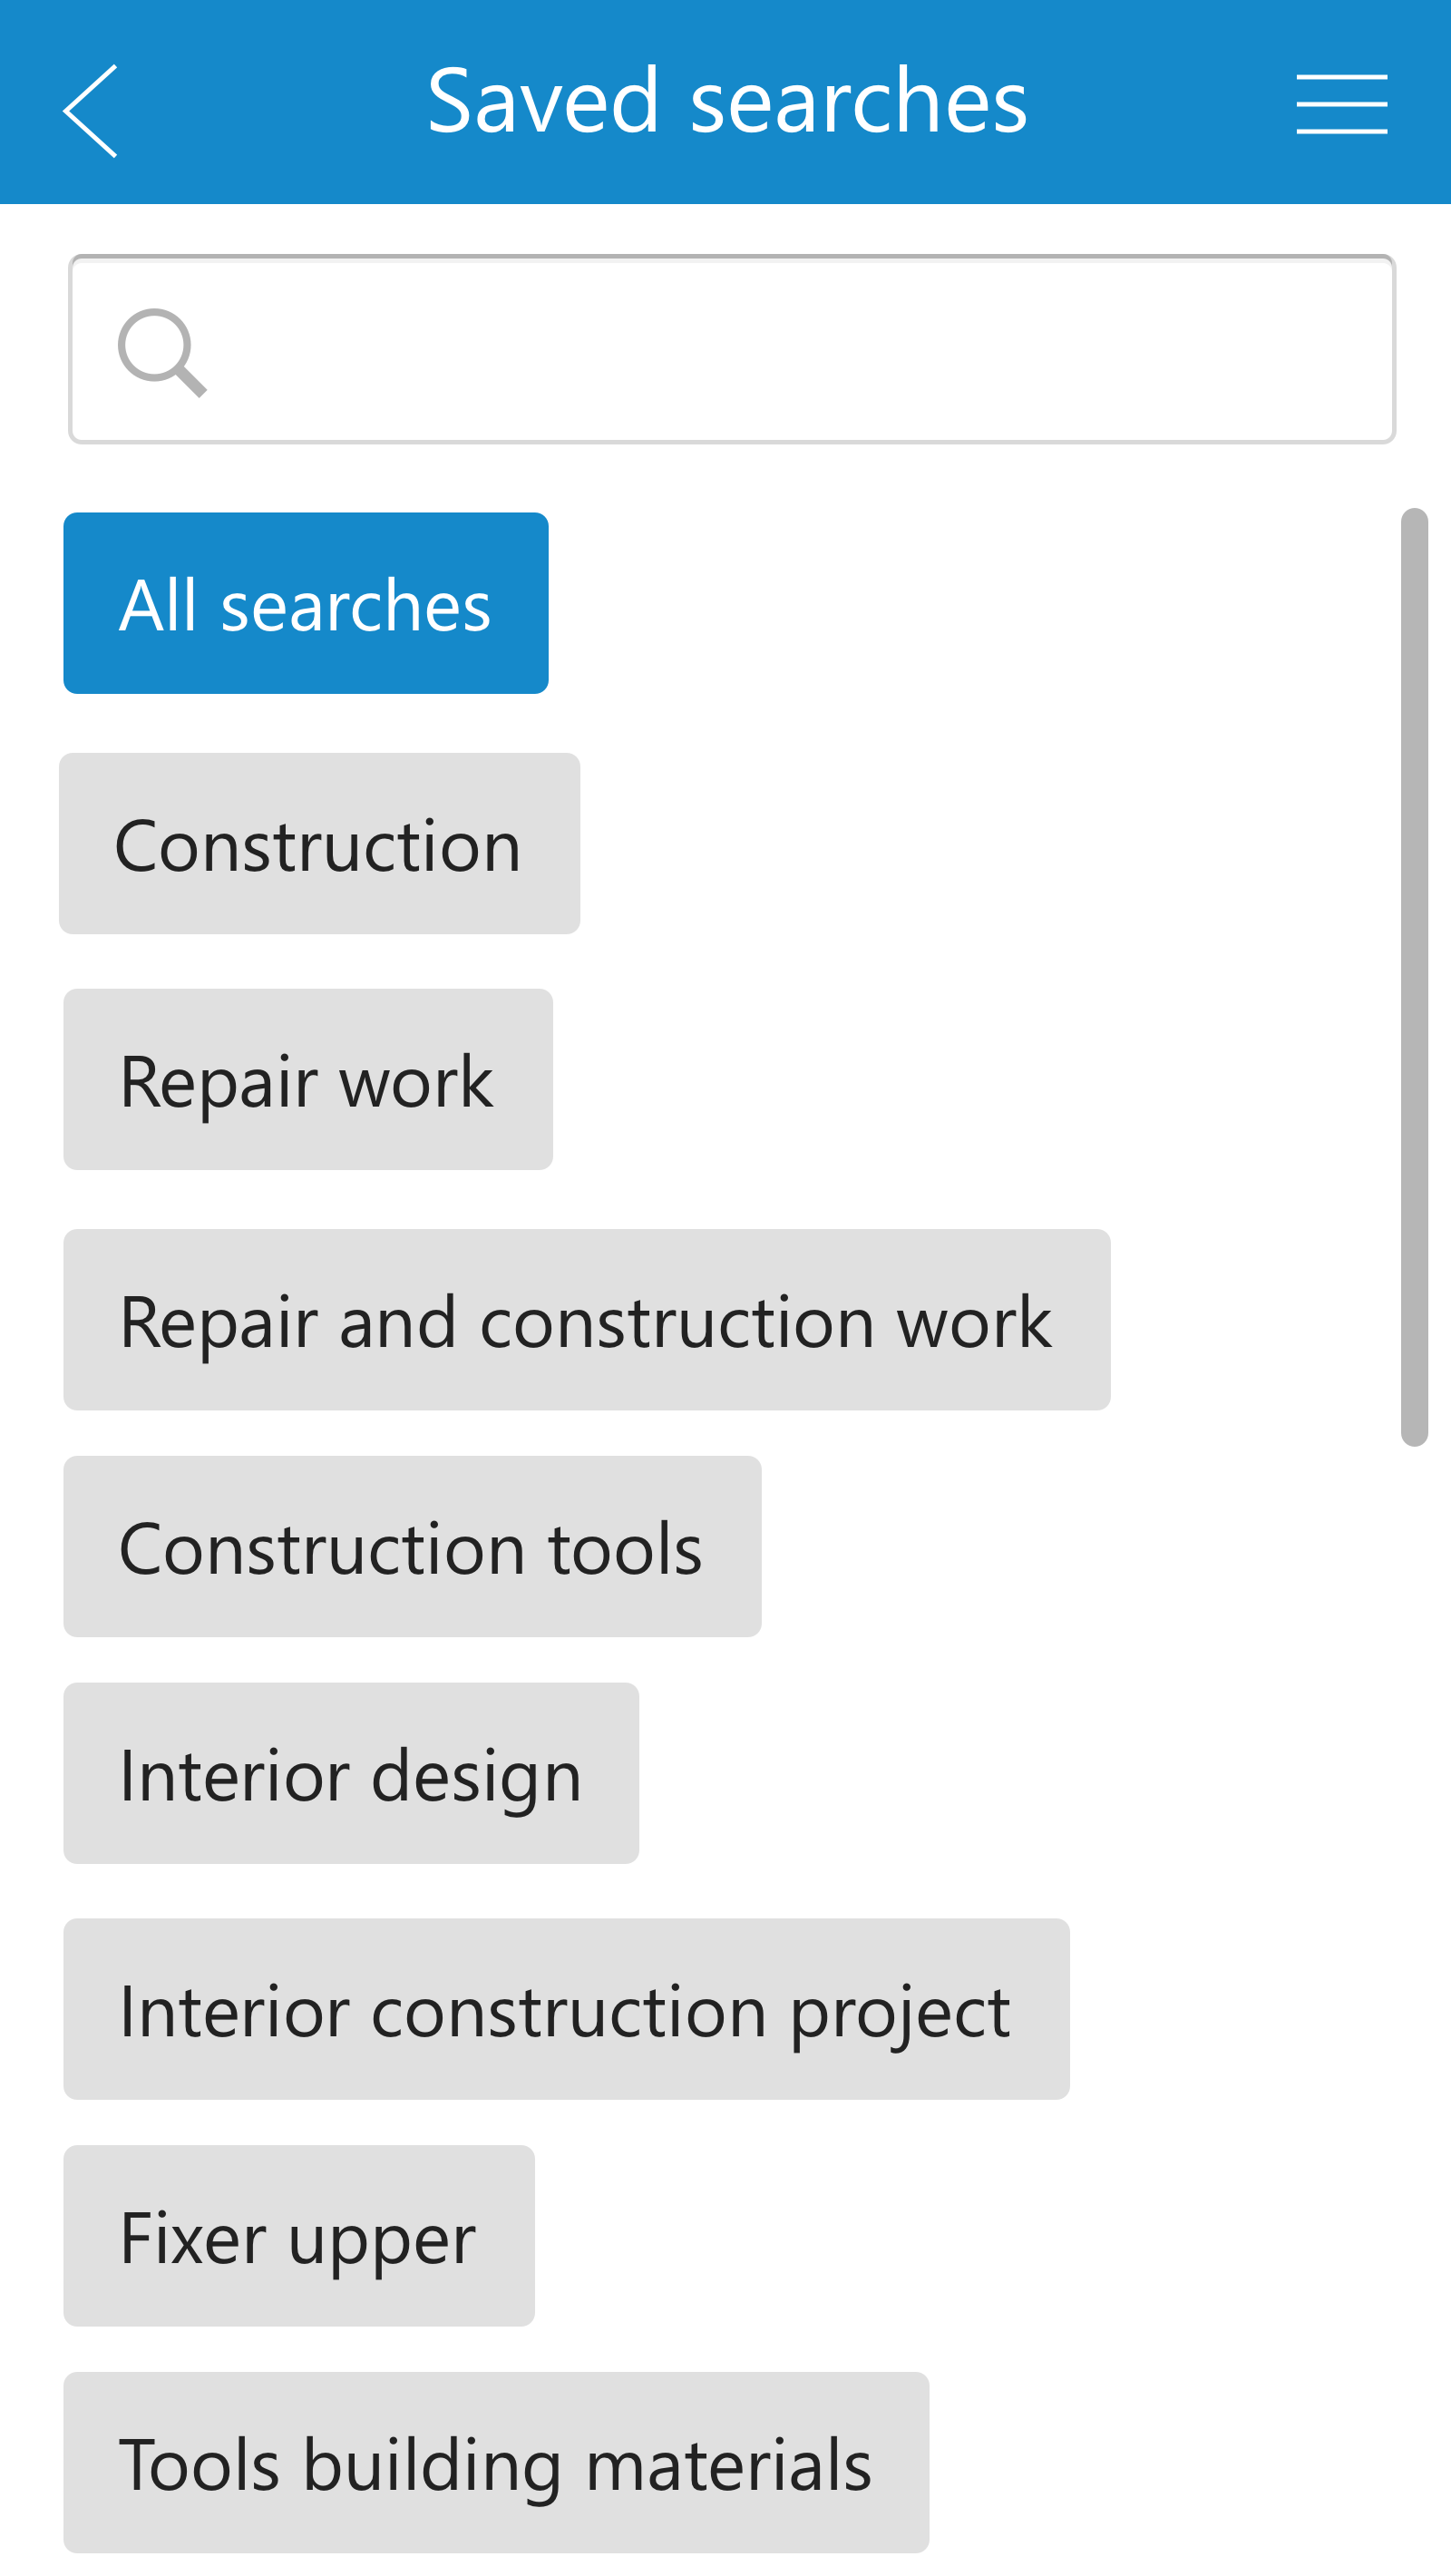 Saved searches
All searches
Construction
Repair work
Repair and construction work
Construction tools
Interior design
Interior construction project
Fixer upper
Tools building materials